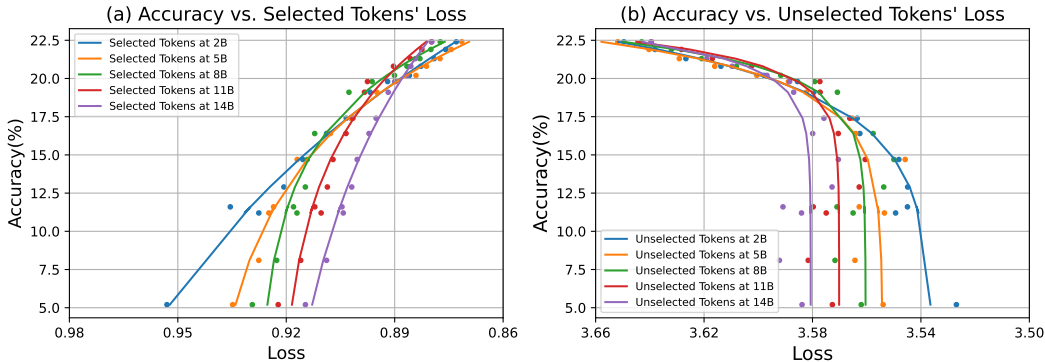 (a) Accuracy vs. Selected Tokens' Loss
Accuracy(%)
22.5
20.0
17.5
15.0
12.5
10.0
7.5
5.0
Selected Tokens at 2B
Selected Tokens at 5B
Selected Tokens at 8B
Selected Tokens at 11B
Selected Tokens at 14B
0.98 0.95 0.92 0.89 0.86
Loss
(b) Accuracy vs. Unselected Tokens' Loss
Accuracy(%)
22.5
20.0
17.5
15.0
12.5
10.0
7.5
5.0
Unselected Tokens at 2B
Unselected Tokens at 5B
Unselected Tokens at 8B
Unselected Tokens at 11B
Unselected Tokens at 14B
3.66 3.62 3.58 3.54 3.50
Loss